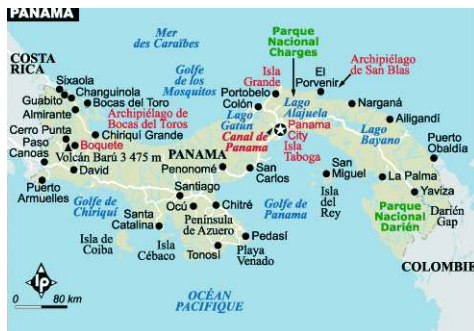 PANAMÁ
Mer
des Caraïbes
Parque
Nacional
Charges
COSTA
RICA
Golfe
de los
Mosquitos
Isla
Grande
El
Porvenir
Archipiélago
de San Blas
Sixaola
Changuinola
Guabito
Bocas del Toro
Almirante
Archipiélago de
Bocas del Toros
Portobelo
Colón
Lago
Alajuela
Narganá
Lago
Gatun
Canal de
Panama
Panama
City
Isla
Taboga
Ailigandí
Lago
Bayano
Cerro Punta
Chiriquí Grande
Paso
Canoas
Boquete
Volcán Barú 3 475 m
PANAMA
Puerto
Obaldía
David
Penonomé
San
Carlos
San
Miguel
La Palma
Puerto
Armuelles
Santiago
Isla
del Rey
Yaviza
Golfe de
Chiriquí
Santa
Catalina
Ocú
Chitré
Península
de Azuero
Golfe de
Panama
Parque
Nacional
Darién
Darién
Gap
Isla de
Coiba
Isla
Cébaco
Tonosí
Pedasí
Playa
Venado
COLOMBIE
OCÉAN
PACIFIQUE
0 80 km